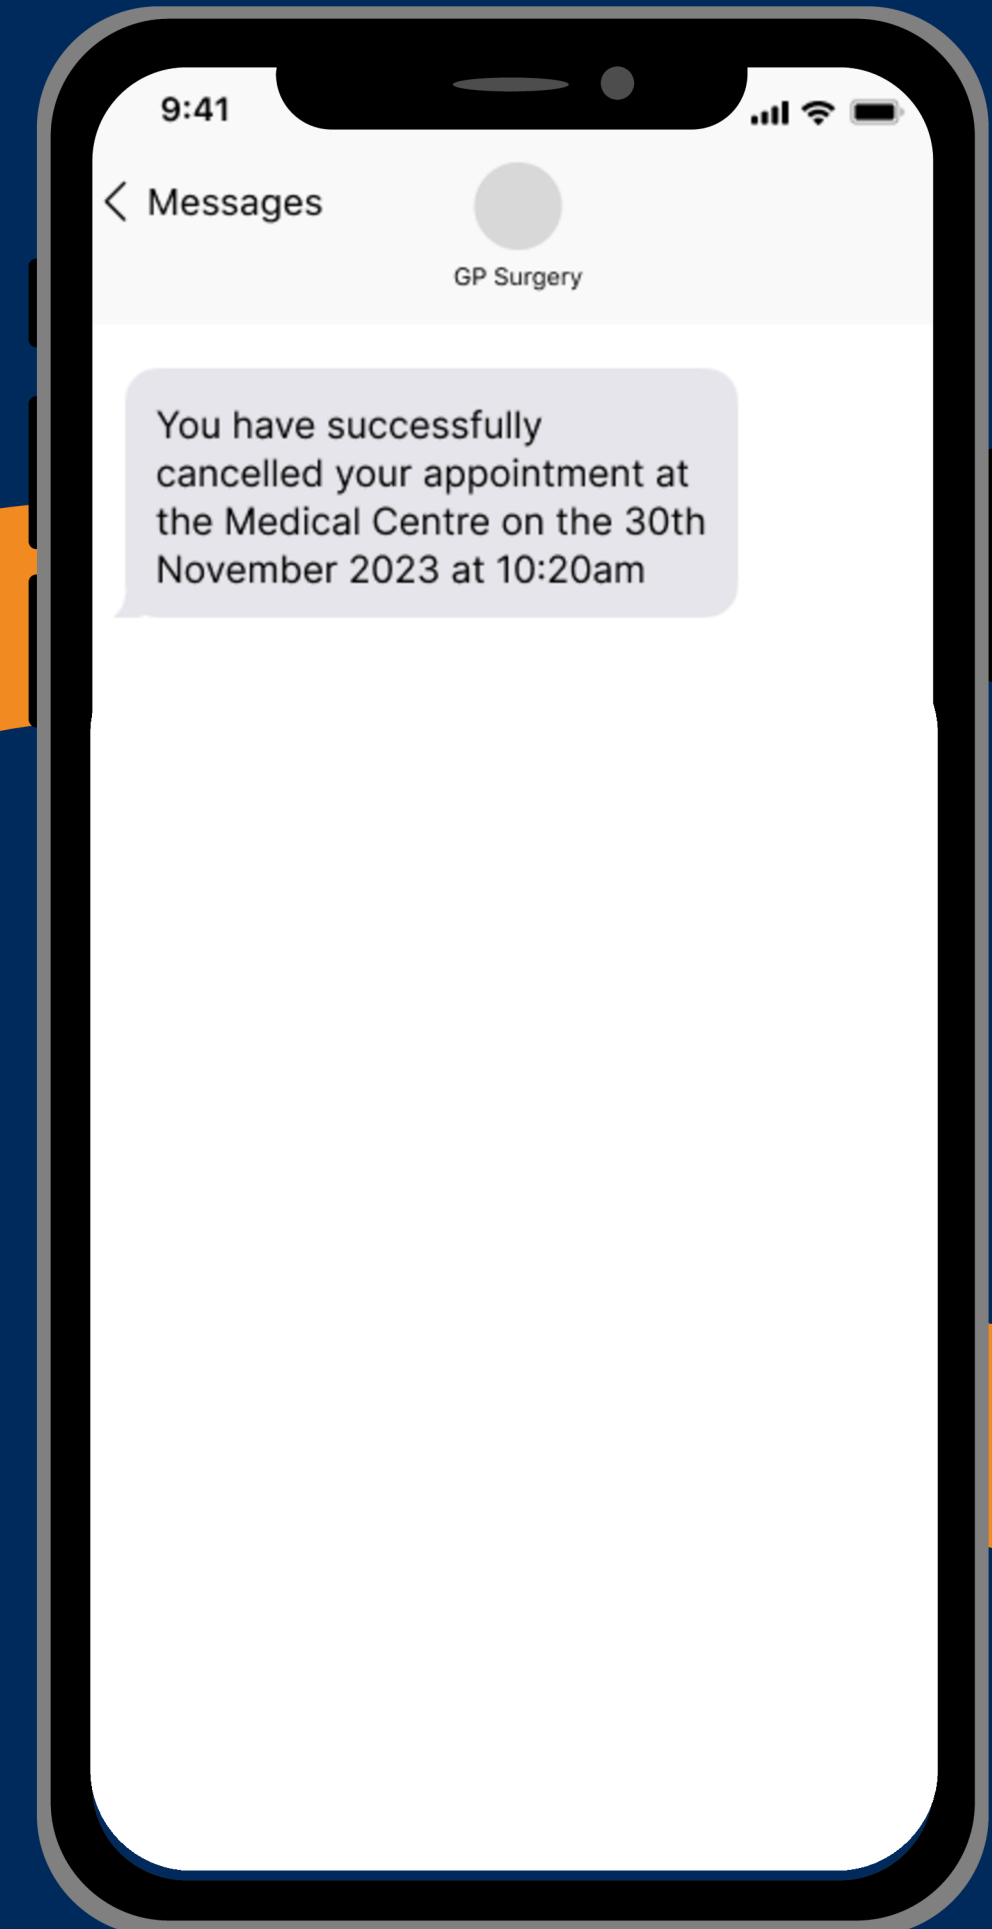 9:41
Messages
GP Surgery
You have successfully
cancelled your appointment at
the Medical Centre on the 30th
November 2023 at 10:20am